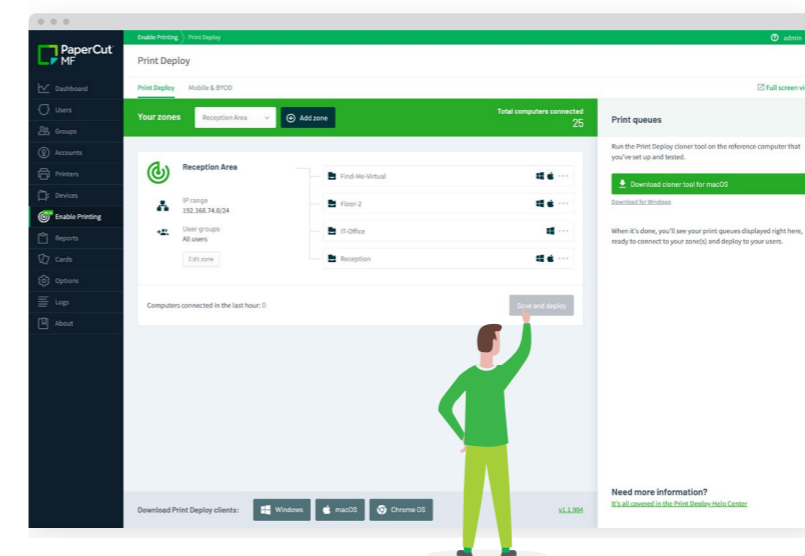 Enable Printing
Print Deploy
admin
PaperCut
MF
Print Deploy
Print Deploy
Mobile & BYOD
Full screen vi
Dashboard
Users
Groups
Accounts
Printers
Devices
Enable Printing
Reports
Cards
Options
Logs
About
Your zones
Reception Area
Add zone
Total computers connected
25
Reception Area
IP range
192.168.74.0/24
User groups
All users
Edit zone
Find-Me-Virtual
Floor-2
IT-Office
Reception
Computers connected in the last hour: 0
Save and deploy
Download Print Deploy clients:
Windows
macOS
Chrome OS
v1.1.904
Print queues
Run the Print Deploy cloner tool on the reference computer that
you've set up and tested.
Download cloner tool for macOS
Download for Windows
When it's done, you'll see your print queues displayed right here,
ready to connect to your zone(s) and deploy to your users.
Need more information?
It's all covered in the Print Deploy Help Center